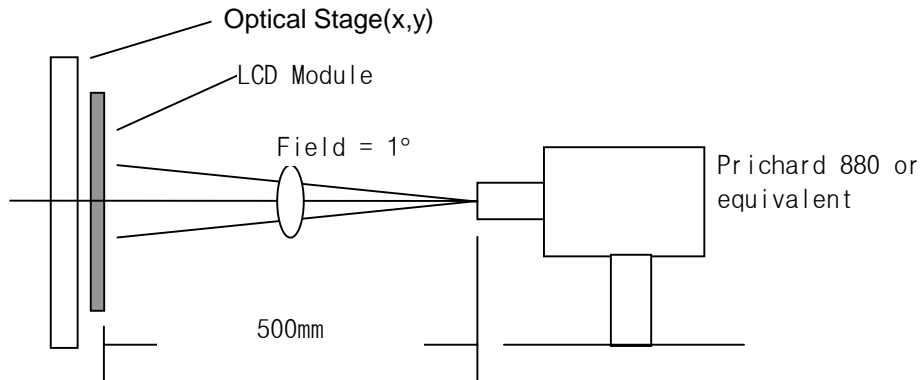 Optical Stage(x,y)
LCD Module
Field = 1°
Prichard 880 or
equivalent
500mm